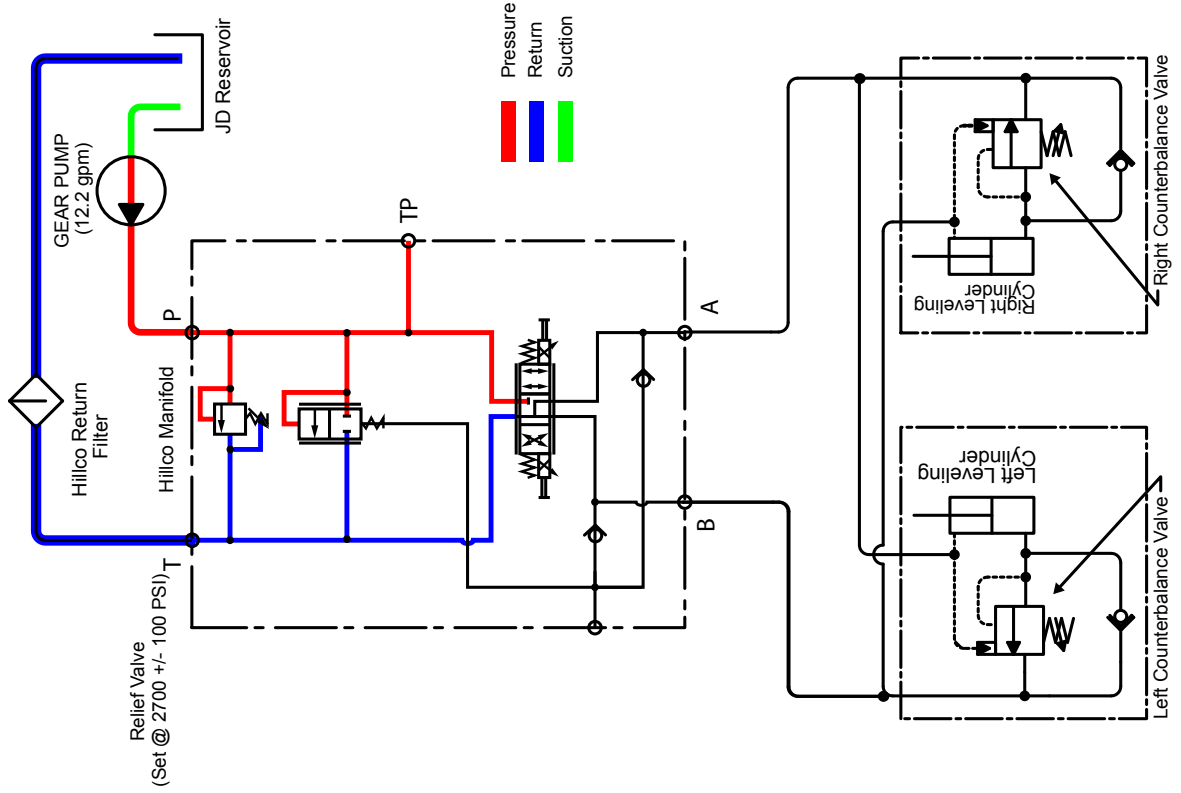 JD Reservoir
GEAR PUMP
(12.2 gpm)
Hillco Return
Filter
Hillco Manifold
P
T
TP
Relief Valve
(Set @ 2700 +/- 100 PSI)
Pressure
Return
Suction
A
B
Right Leveling
Cylinder
Right Counterbalance Valve
Left Leveling
Cylinder
Left Counterbalance Valve